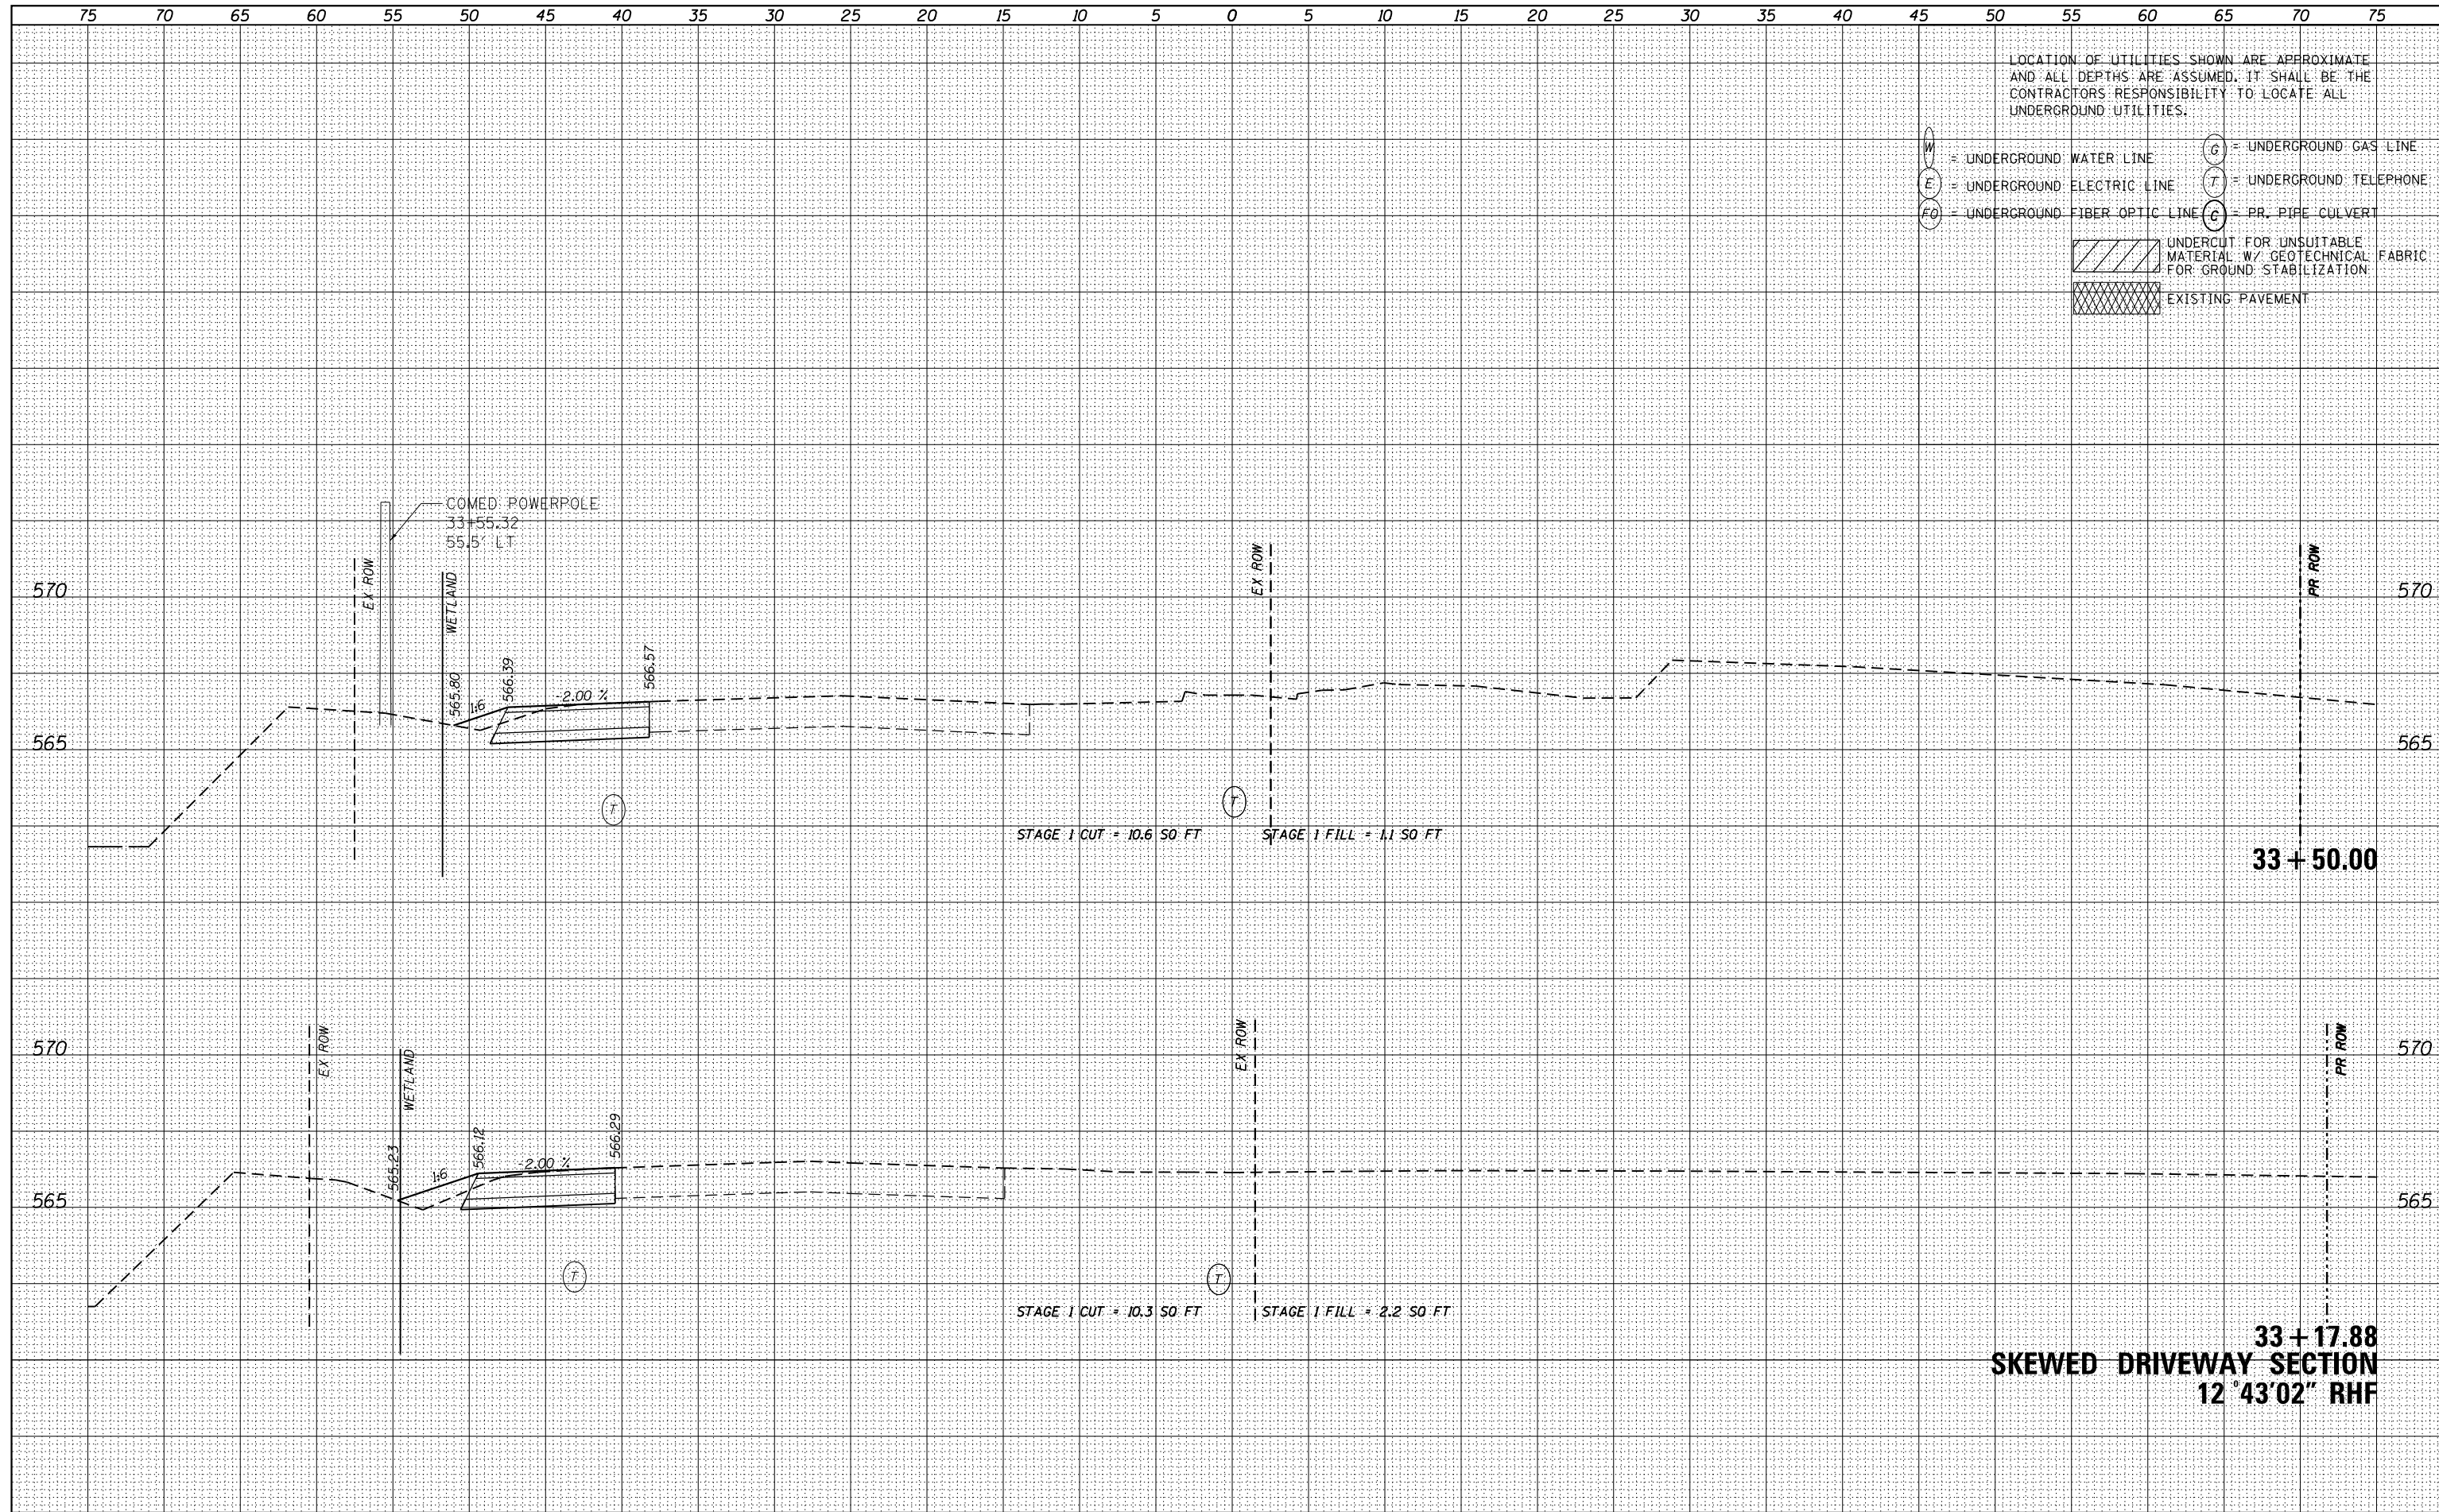 75 70 65 60 55 50 45 40 35 30 25 20 15 10 5 0 5 10 15 20 25 30 35 40 45 50 55 60 65 70 75
LOCATION OF UTILITIES SHOWN ARE APPROXIMATE
AND ALL DEPTHS ARE ASSUMED. IT SHALL BE THE
CONTRACTORS RESPONSIBILITY TO LOCATE ALL
UNDERGROUND UTILITIES.
W = UNDERGROUND WATER LINE
G = UNDERGROUND GAS LINE
E = UNDERGROUND ELECTRIC LINE
T = UNDERGROUND TELEPHONE
FO = UNDERGROUND FIBER OPTIC LINE
C = PR. PIPE CULVERT
UNDERCUT FOR UNSUITABLE
MATERIAL W/ GEOTECHNICAL FABRIC
FOR GROUND STABILIZATION
EXISTING PAVEMENT
COMED POWERPOLE
33+55.32
55.5' LT
EX ROW
WETLAND
EX ROW
PR ROW
570
570
565.80
1:6
566.39
-2.00 %
566.57
565
565
T
T
STAGE 1 CUT = 10.6 SQ FT
STAGE 1 FILL = 1.1 SQ FT
33+50.00
EX ROW
WETLAND
EX ROW
PR ROW
570
570
565.23
1:6
566.12
-2.00 %
566.29
565
565
T
T
STAGE 1 CUT = 10.3 SQ FT
STAGE 1 FILL = 2.2 SQ FT
33+17.88
SKEWED DRIVEWAY SECTION
12°43'02" RHF